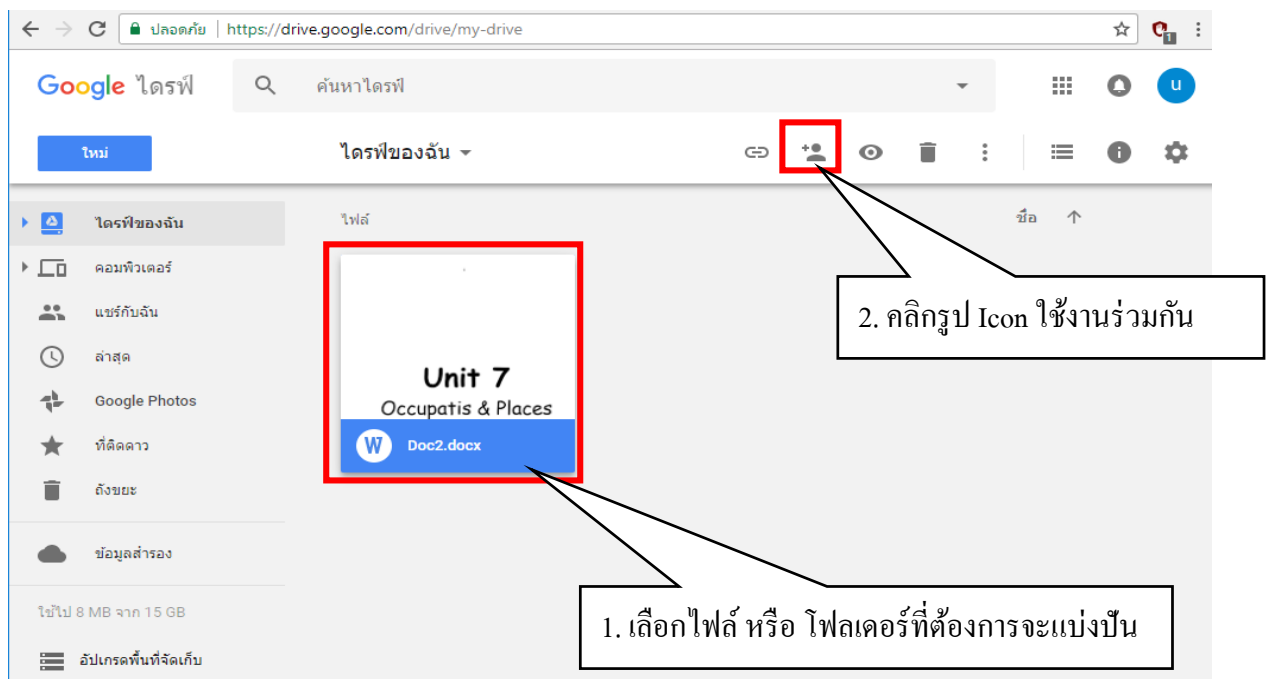 ปลอดภัย | https://drive.google.com/drive/my-drive
1
Google ไดรฟ์
ค้นหาไดรฟ์
u
ใหม่
ไดรฟ์ของฉัน
ไดรฟ์ของฉัน
คอมพิวเตอร์
แชร์กับฉัน
ล่าสุด
Google Photos
ที่ติดดาว
ถังขยะ
ข้อมูลสำรอง
ใช้ไป 8 MB จาก 15 GB
อัปเกรดพื้นที่จัดเก็บ
ไฟล์
ชื่อ
Unit 7
Occupatis & Places
W Doc2.docx
2. คลิกรูป Icon ใช้งานร่วมกัน
1. เลือกไฟล์ หรือ โฟลเดอร์ที่ต้องการจะแบ่งปัน